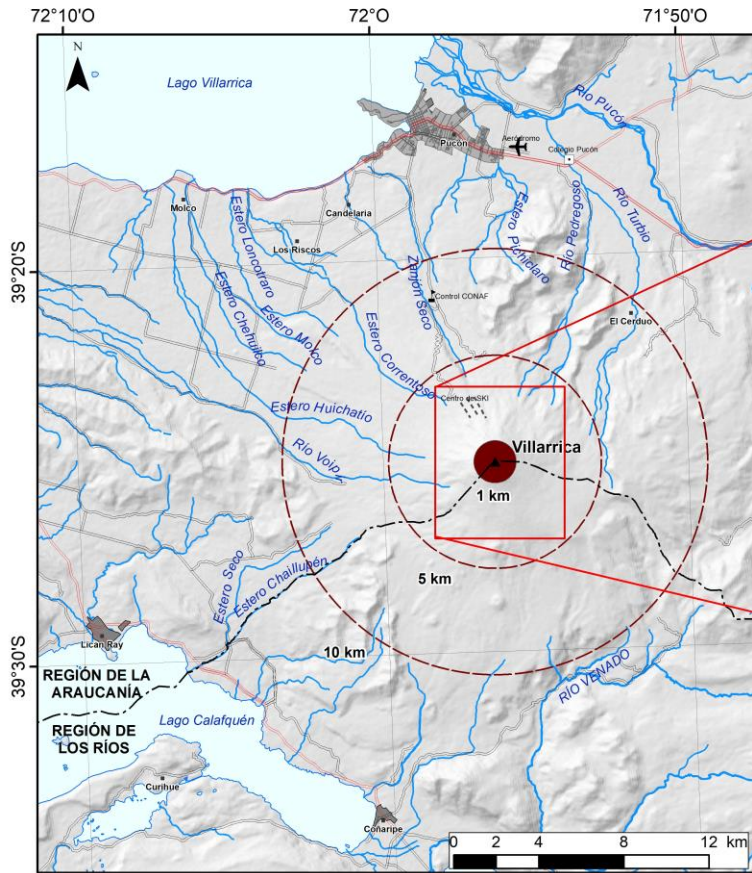 72°10'O
72°O
71°50'O
N
Lago Villarrica
Río Pucón
Aeródromo
Pucón
Colegio Pucón
Molco
Candelaria
Los Riscos
Estero Loncotraro
Estero Pichiclaro
Río Pedregoso
Río Turbio
Zanjón Seco
39°20'S
Control CONAF
El Cerduo
Estero Chehuilco
Estero Molco
Estero Correntoso
Centro de SKI
Estero Huichatio
Río Voip
Villarrica
1 km
5 km
10 km
Estero Seco
Estero Chaillupén
Lican Ray
39°30'S
REGIÓN DE LA
ARAUCANÍA
REGIÓN DE
LOS RÍOS
Lago Calafquén
RÍO VENADO
Curihue
Coñaripe
0 2 4 8 12 km